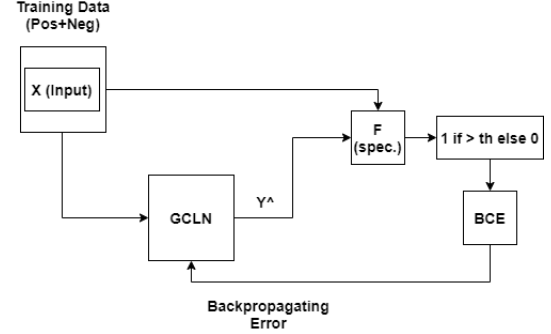 Training Data
(Pos+Neg)
X (Input)
F
(spec.)
1 if > th else 0
GCLN
Y^
BCE
Backpropagating
Error